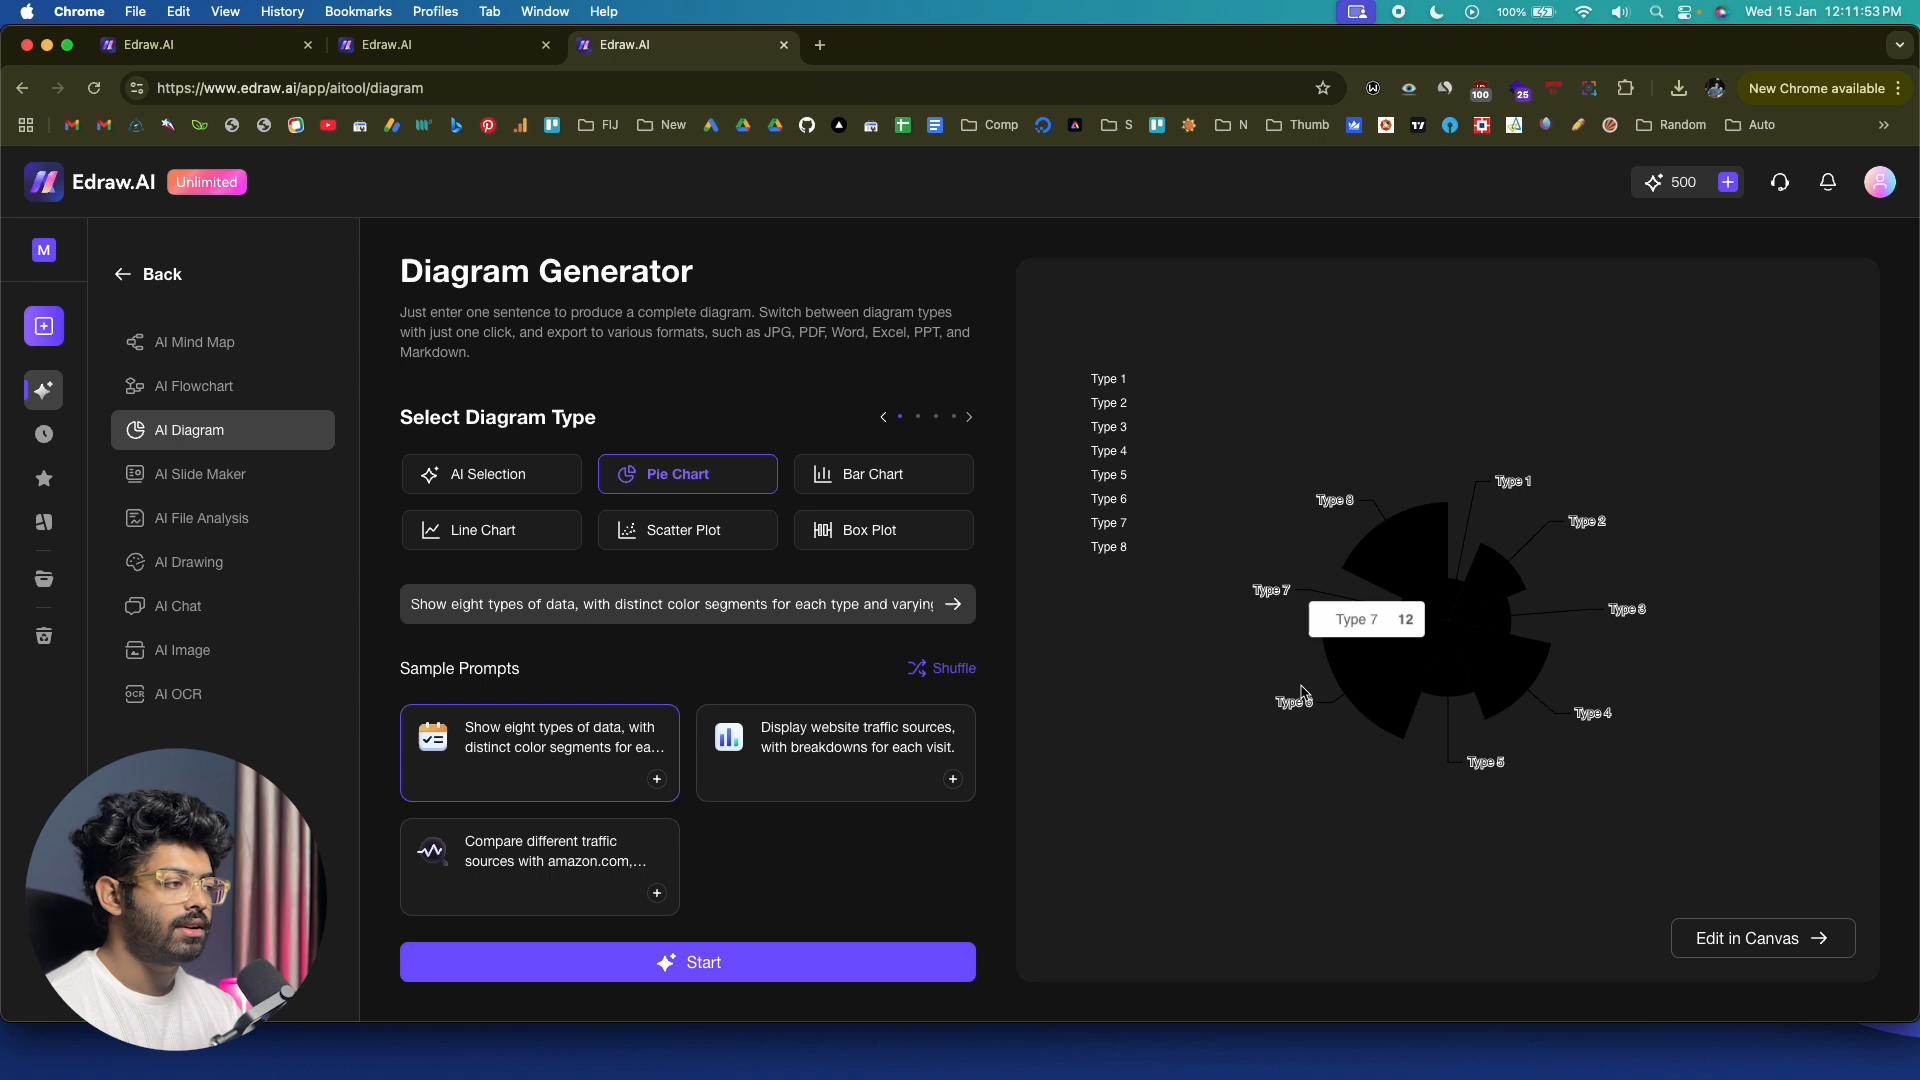 Chrome File Edit View History Bookmarks Profiles Tab Window Help
100%
Wed 15 Jan 12:11:53 PM
Edraw.AI
Edraw.AI
Edraw.AI
https://www.edraw.ai/app/aitool/diagram
100
25
New Chrome available
FIJ
New
Comp
S
N
Thumb
Random
Auto
Edraw.AI
Unlimited
500
M
Back
AI Mind Map
AI Flowchart
AI Diagram
AI Slide Maker
AI File Analysis
AI Drawing
AI Chat
AI Image
OCR AI OCR
Diagram Generator
Just enter one sentence to produce a complete diagram. Switch between diagram types
with just one click, and export to various formats, such as JPG, PDF, Word, Excel, PPT, and
Markdown.
Select Diagram Type
AI Selection
Pie Chart
Bar Chart
Line Chart
Scatter Plot
Box Plot
Show eight types of data, with distinct color segments for each type and varying
Sample Prompts
Shuffle
Show eight types of data, with
distinct color segments for ea...
Display website traffic sources,
with breakdowns for each visit.
Compare different traffic
sources with amazon.com,...
Start
Type 1
Type 2
Type 3
Type 4
Type 5
Type 6
Type 7
Type 8
Type 1
Type 8
Type 2
Type 7
Type 3
Type 7 12
Type 6
Type 4
Type 5
Edit in Canvas